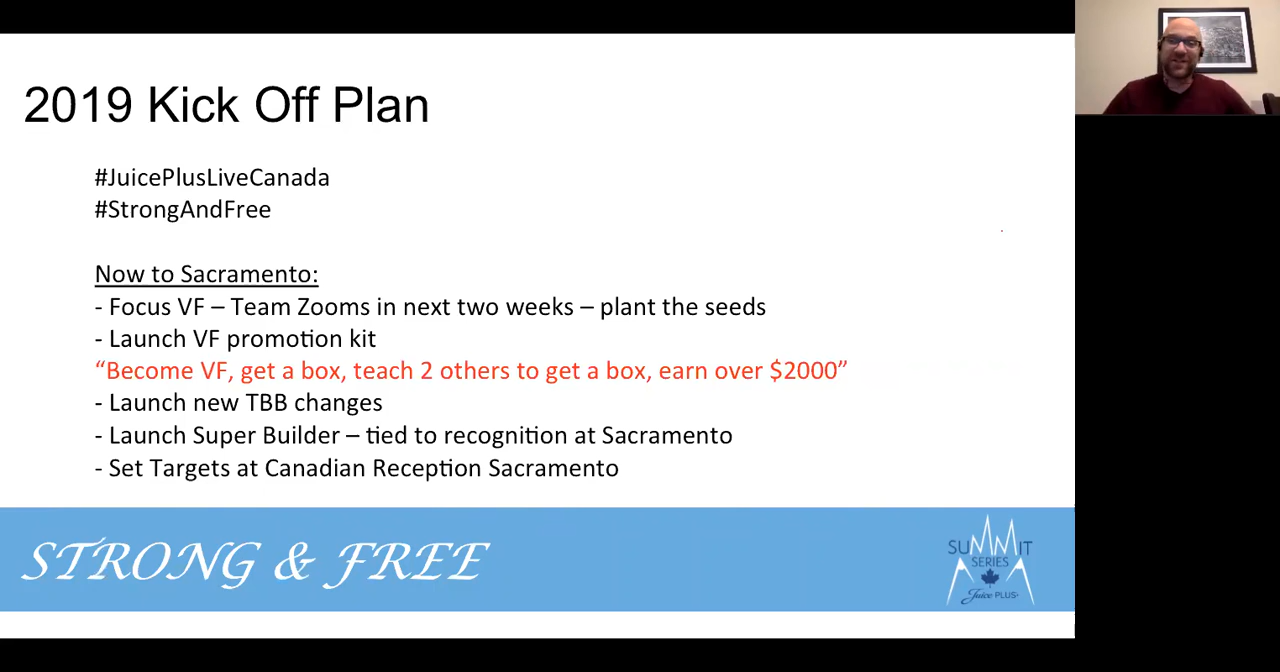 2019 Kick Off Plan
#JuicePlusLiveCanada
#StrongAndFree
Now to Sacramento:
- Focus VF – Team Zooms in next two weeks – plant the seeds
- Launch VF promotion kit
“Become VF, get a box, teach 2 others to get a box, earn over $2000”
- Launch new TBB changes
- Launch Super Builder – tied to recognition at Sacramento
- Set Targets at Canadian Reception Sacramento
STRONG & FREE
SUMMIT
SERIES
Juice PLUS+